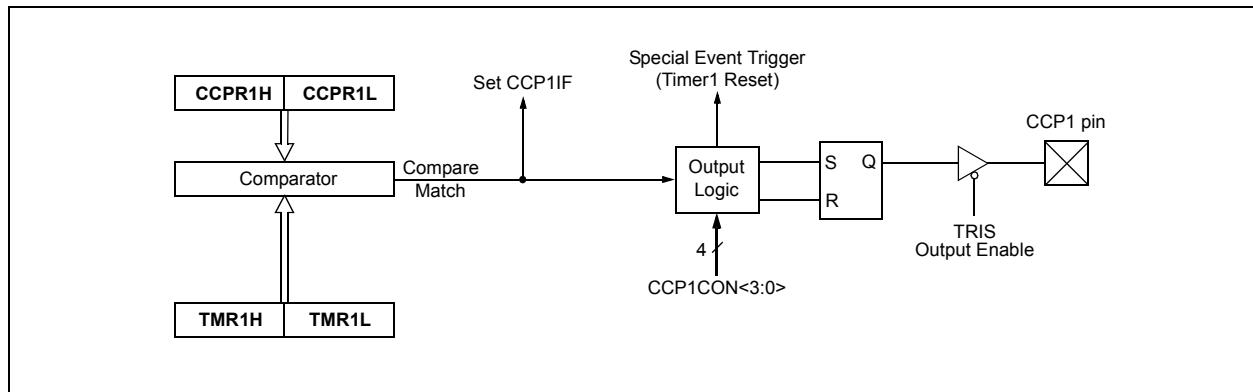 Special Event Trigger
(Timer1 Reset)
Set CCP1IF
CCPR1H CCPR1L
CCP1 pin
Comparator
Compare
Match
Output
Logic
S Q
R
TRIS
Output Enable
4
CCP1CON<3:0>
TMR1H TMR1L